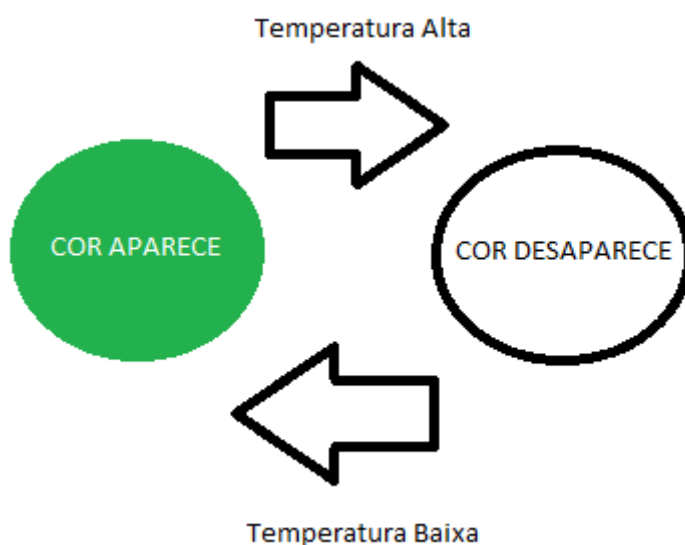 Temperatura Alta
COR APARECE
COR DESAPARECE
Temperatura Baixa